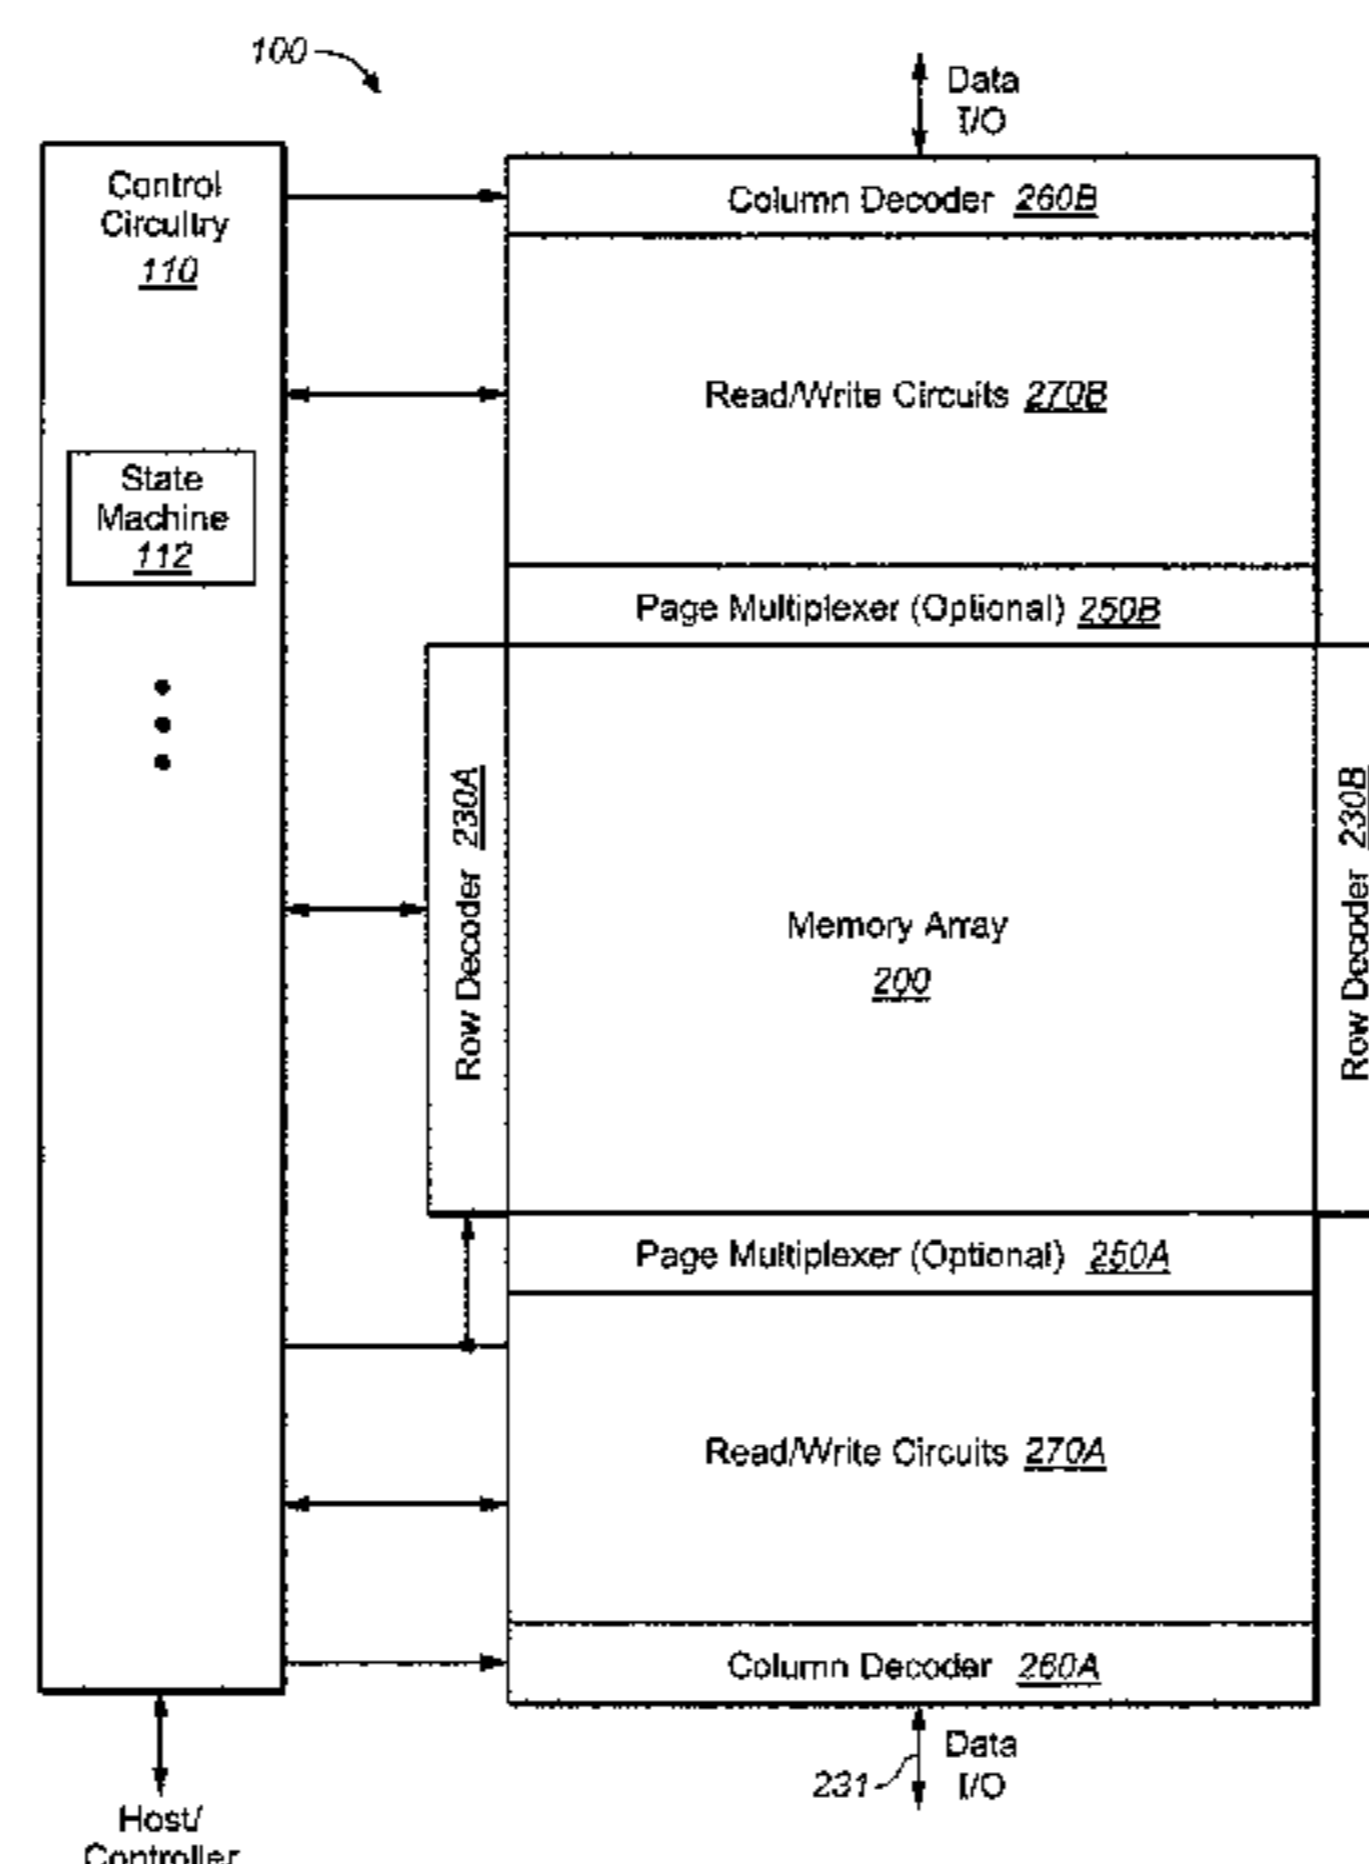 100
Data
I/O
Control
Circuitry
110
Column Decoder 260B
Read/Write Circuits 270B
State
Machine
112
Page Multiplexer (Optional) 250B
Row Decoder 230A
Memory Array
200
Row Decoder 230B
Page Multiplexer (Optional) 250A
Read/Write Circuits 270A
Column Decoder 260A
231
Data
I/O
Host/
Controller